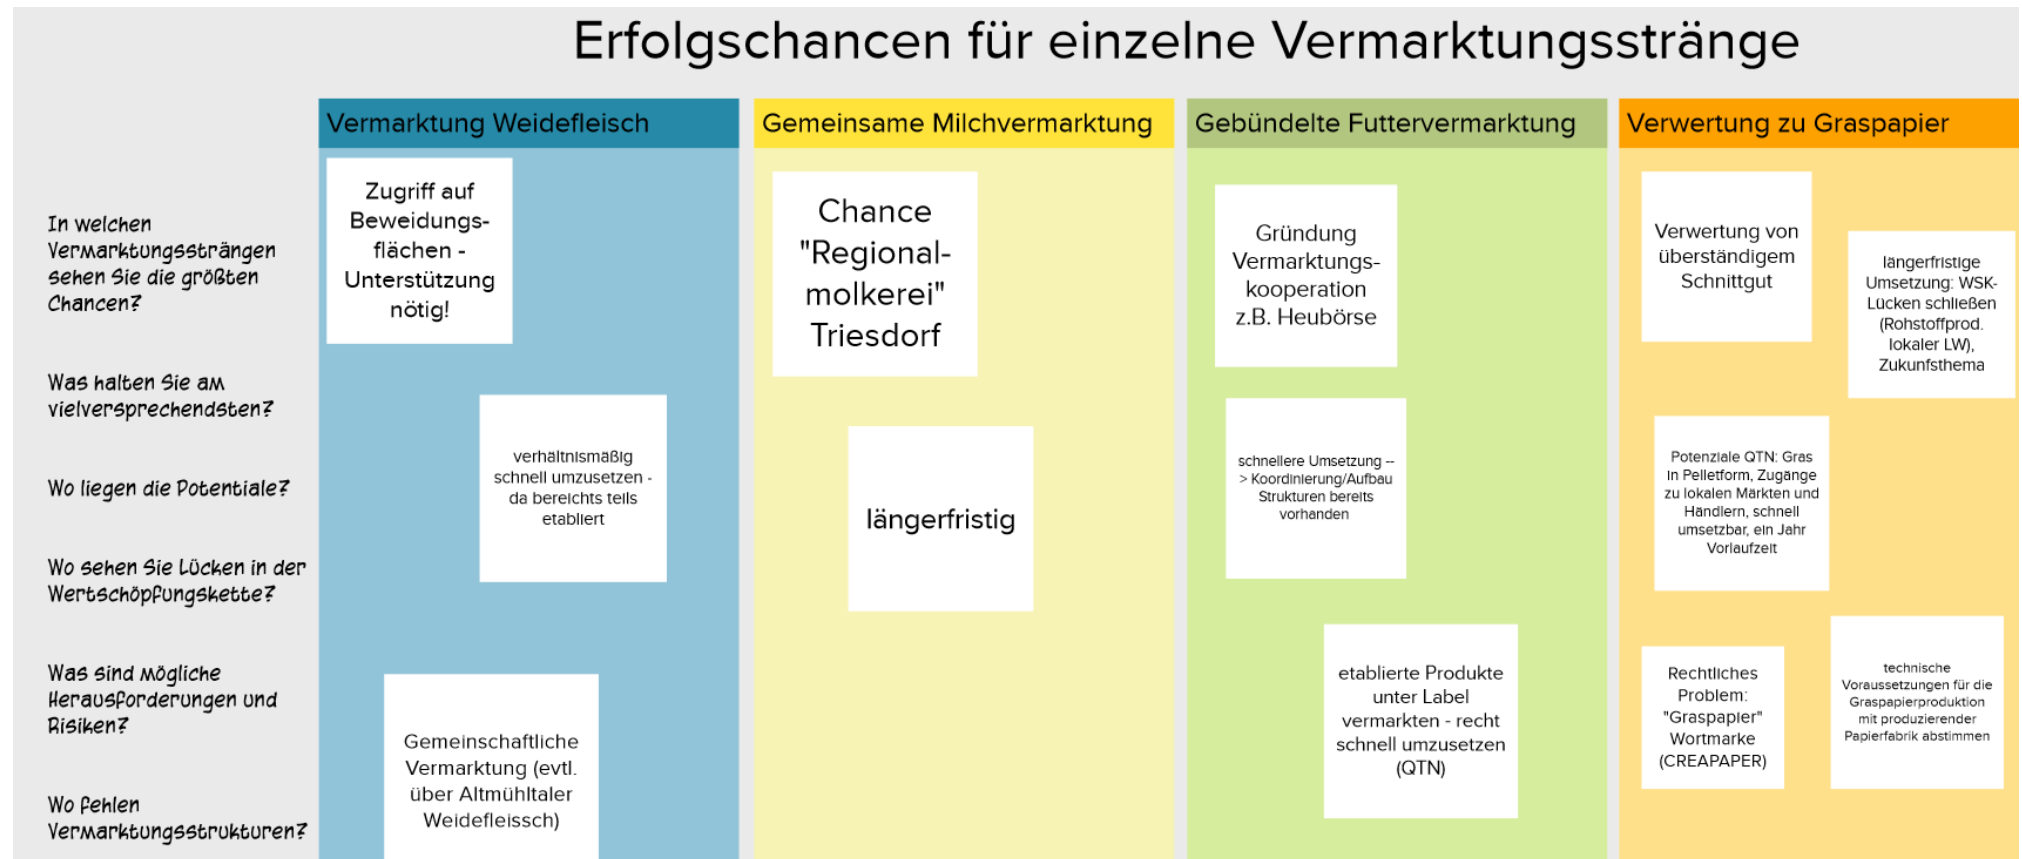 Erfolgschancen für einzelne Vermarktungsstränge
In welchen
Vermarktungssträngen
sehen Sie die größten
Chancen?
Was halten Sie am
vielversprechendsten?
Wo liegen die Potentiale?
Wo sehen Sie Lücken in der
Wertschöpfungskette?
Was sind mögliche
Herausforderungen und
Risiken?
Wo fehlen
Vermarktungsstrukturen?
Vermarktung Weidefleisch
Zugriff auf
Beweidungs-
flächen -
Unterstützung
nötig!
verhältnismäßig
schnell umzusetzen -
da bereichts teils
etabliert
Gemeinschaftliche
Vermarktung (evtl.
über Altmühltaler
Weidefleissch)
Gemeinsame Milchvermarktung
Chance
"Regional-
molkerei"
Triesdorf
längerfristig
Gebündelte Futtervermarktung
Gründung
Vermarktungs-
kooperation
z.B. Heubörse
schnellere Umsetzung --
> Koordinierung/Aufbau
Strukturen bereits
vorhanden
etablierte Produkte
unter Label
vermarkten - recht
schnell umzusetzen
(QTN)
Verwertung zu Graspapier
Verwertung von
überständigem
Schnittgut
längerfristige
Umsetzung: WSK-
Lücken schließen
(Rohstoffprod.
lokaler LW),
Zukunfsthema
Potenziale QTN: Gras
in Pelletform, Zugänge
zu lokalen Märkten und
Händlern, schnell
umsetzbar, ein Jahr
Vorlaufzeit
Rechtliches
Problem:
"Graspapier"
Wortmarke
(CREAPAPER)
technische
Voraussetzungen für die
Graspapierproduktion
mit produzierender
Papierfabrik abstimmen